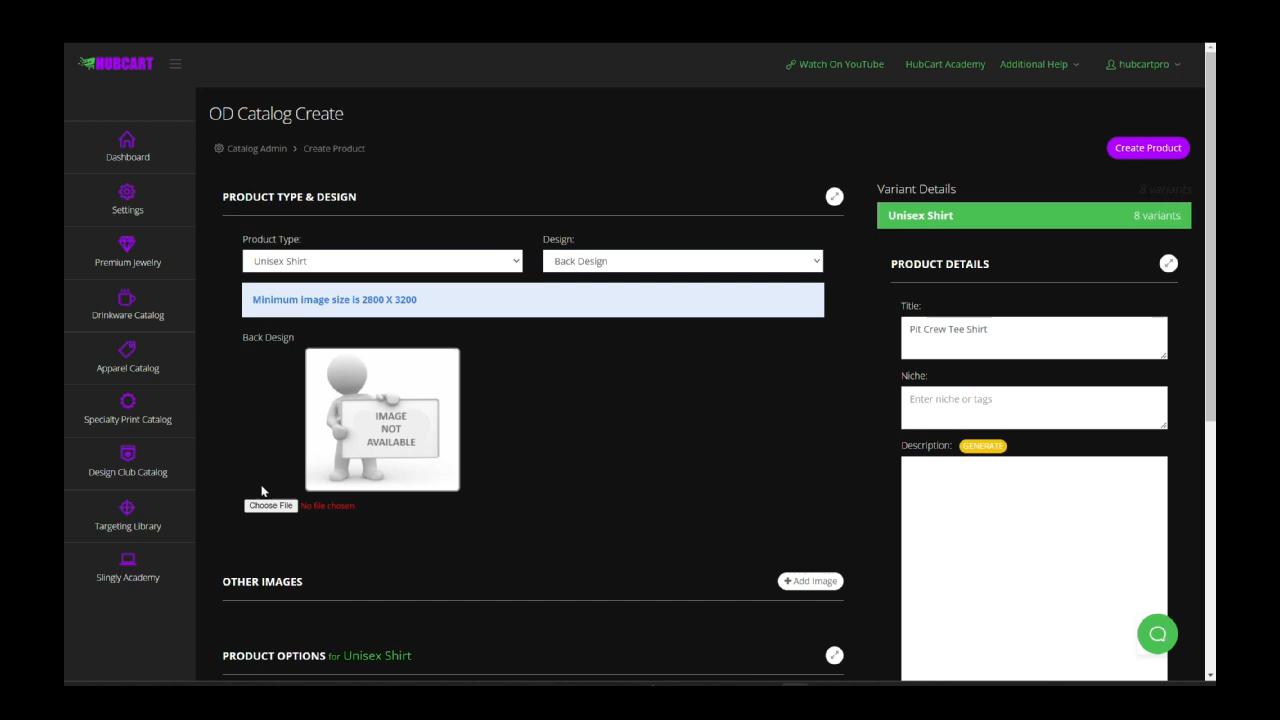 HUBCART
Watch On YouTube
HubCart Academy
Additional Help
hubcartpro
Dashboard
Settings
Premium Jewelry
Drinkware Catalog
Apparel Catalog
Specialty Print Catalog
Design Club Catalog
Targeting Library
Slingly Academy
OD Catalog Create
Catalog Admin > Create Product
Create Product
PRODUCT TYPE & DESIGN
Product Type:
Unisex Shirt
Design:
Back Design
Minimum image size is 2800 X 3200
Back Design
IMAGE
NOT
AVAILABLE
Choose File No file chosen
OTHER IMAGES
+ Add Image
PRODUCT OPTIONS for Unisex Shirt
Variant Details
8 variants
Unisex Shirt
8 variants
PRODUCT DETAILS
Title:
Pit Crew Tee Shirt
Niche:
Enter niche or tags
Description: GENERATE